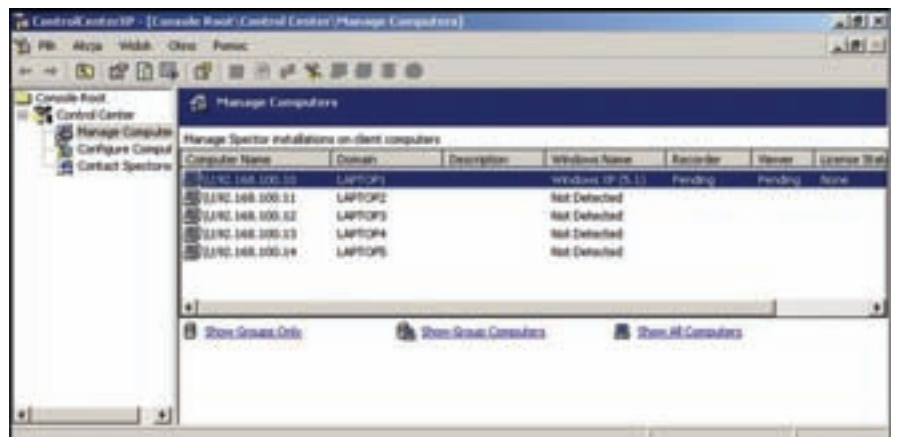 ControlCenterXP - [Console Root\Control Center\Manage Computers]
Plik Akcja Widok Okno Pomoc
Console Root
Control Center
Manage Computer
Configure Comput
Contact Spectorso
Manage Computers
Manage Spector installations on client computers
Computer Name Domain Description Windows Name Recorder Viewer License Stat
\\192.168.100.10 LAPTOP1 Windows XP (5.1) Pending Pending None
\\192.168.100.11 LAPTOP2 Not Detected
\\192.168.100.12 LAPTOP3 Not Detected
\\192.168.100.13 LAPTOP4 Not Detected
\\192.168.100.14 LAPTOP5 Not Detected
Show Groups Only Show Group Computers Show All Computers